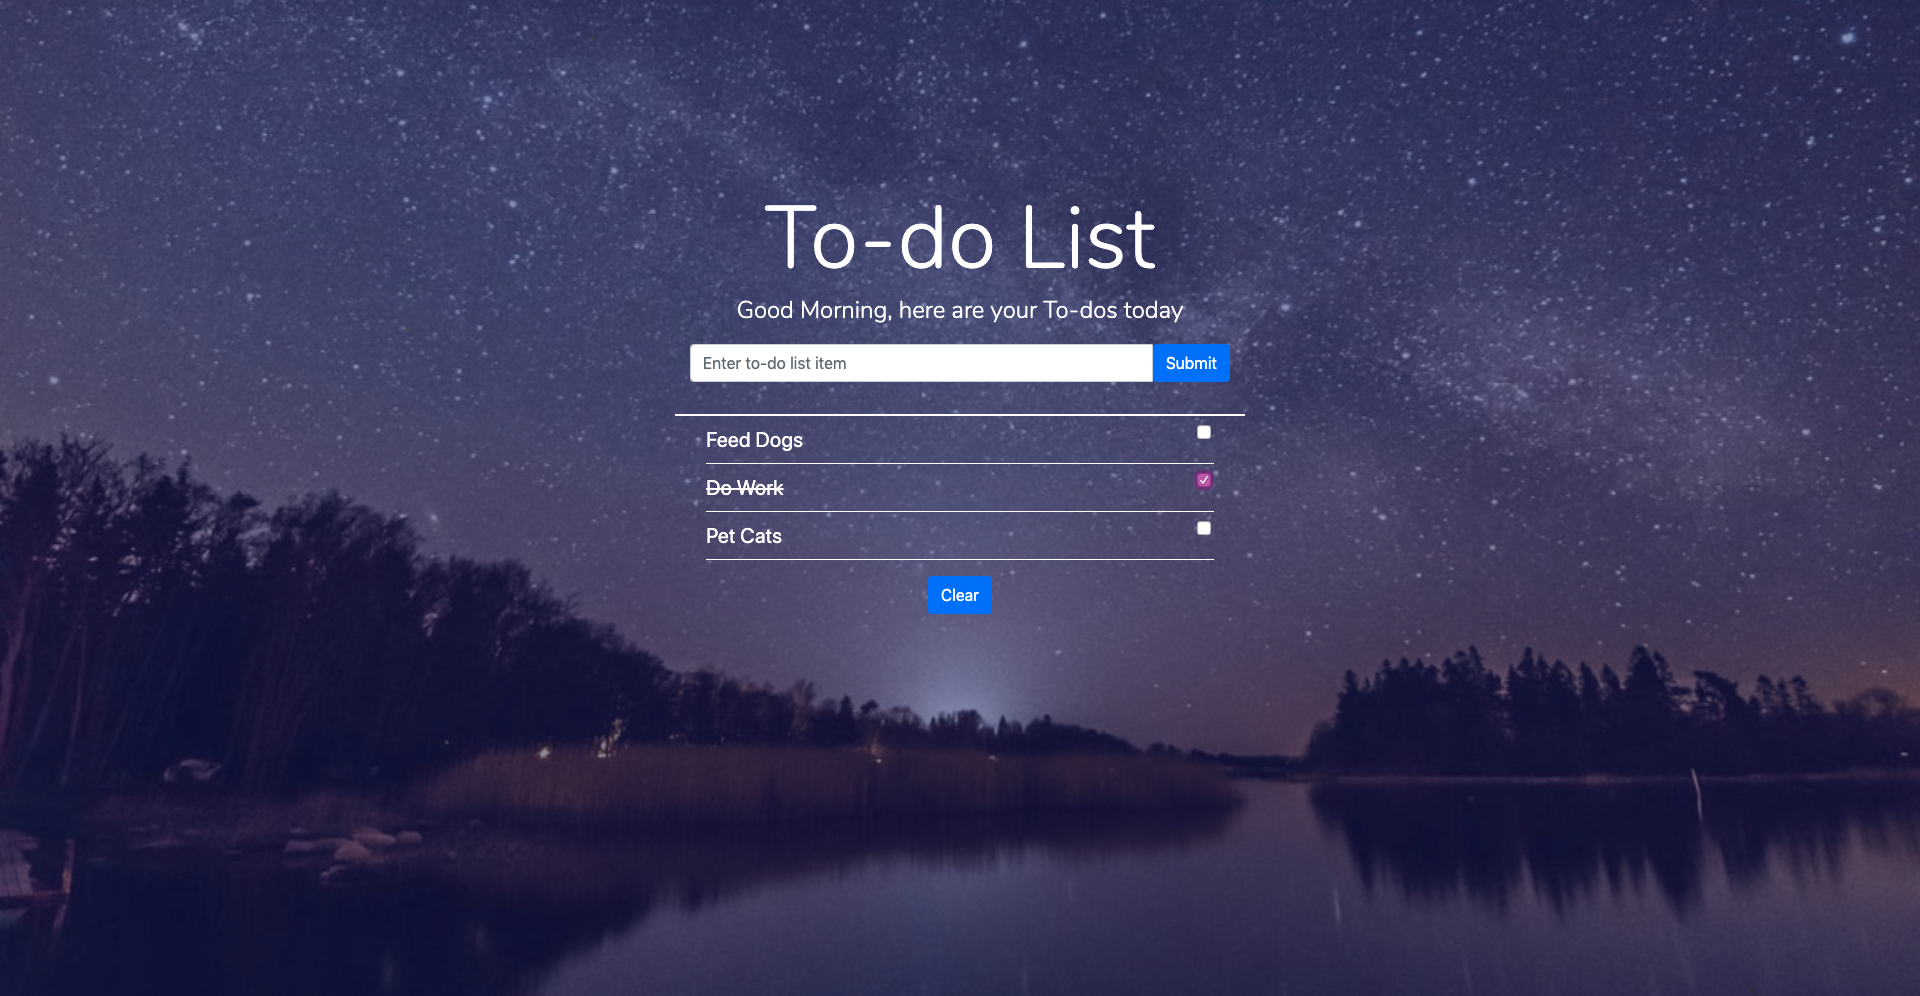 To-do List
Good Morning, here are your To-dos today
Enter to-do list item
Submit
Feed Dogs
Do Work
Pet Cats
Clear